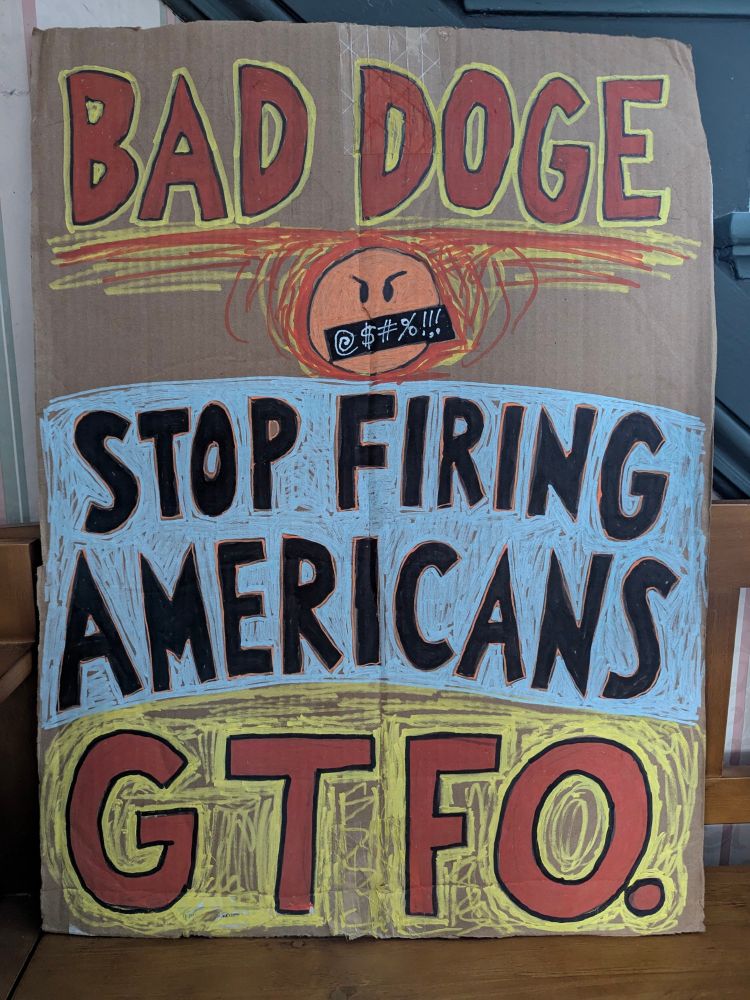 BAD DOGE
@$#%!!!
STOP FIRING
AMERICANS
GTFO.